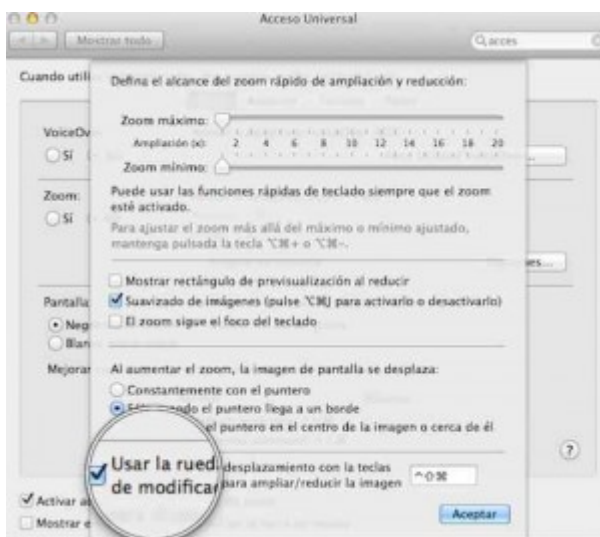 Acceso Universal
Mostrar todo
acces
Cuando utili
Defina el alcance del zoom rápido de ampliación y reducción:
Zoom máximo:
VoiceOv
Ampliación (x): 2 4 6 8 10 12 14 16 18 20
Sí
Zoom mínimo:
Zoom:
Puede usar las funciones rápidas de teclado siempre que el zoom
esté activado.
Sí
Para ajustar el zoom más allá del máximo o mínimo ajustado,
mantenga pulsada la tecla ⌥⌘+ o ⌥⌘-.
Mostrar rectángulo de previsualización al reducir
Pantalla
Suavizado de imágenes (pulse ⌥⌘J para activarlo o desactivarlo)
Neg
El zoom sigue el foco del teclado
Blan
Mejorar
Al aumentar el zoom, la imagen de pantalla se desplaza:
Constantemente con el puntero
el puntero llega a un borde
el puntero en el centro de la imagen o cerca de él
?
Usar la rued desplazamiento con la teclas
de modifica para ampliar/reducir la imagen
Activar a
Mostrar e
Aceptar